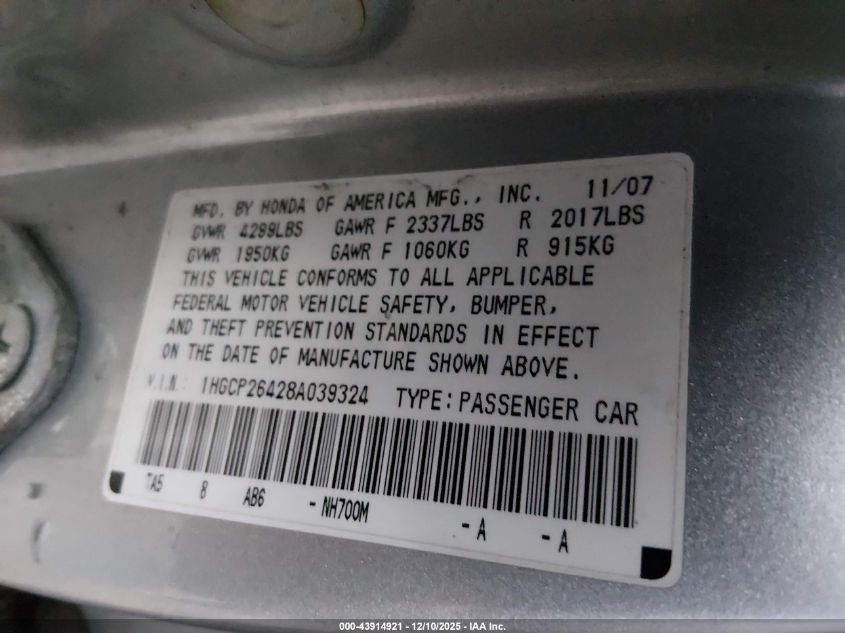 MFD. BY HONDA OF AMERICA MFG., INC. 11/07
GVWR 4299LBS GAWR F 2337LBS R 2017LBS
GVWR 1950KG GAWR F 1060KG R 915KG
THIS VEHICLE CONFORMS TO ALL APPLICABLE
FEDERAL MOTOR VEHICLE SAFETY, BUMPER,
AND THEFT PREVENTION STANDARDS IN EFFECT
ON THE DATE OF MANUFACTURE SHOWN ABOVE.
V.I.N.: 1HGCP26428A039324 TYPE:PASSENGER CAR
TA5 8 AB6 - NH700M - A - A
000-43914921 - 12/10/2025 - IAA Inc.